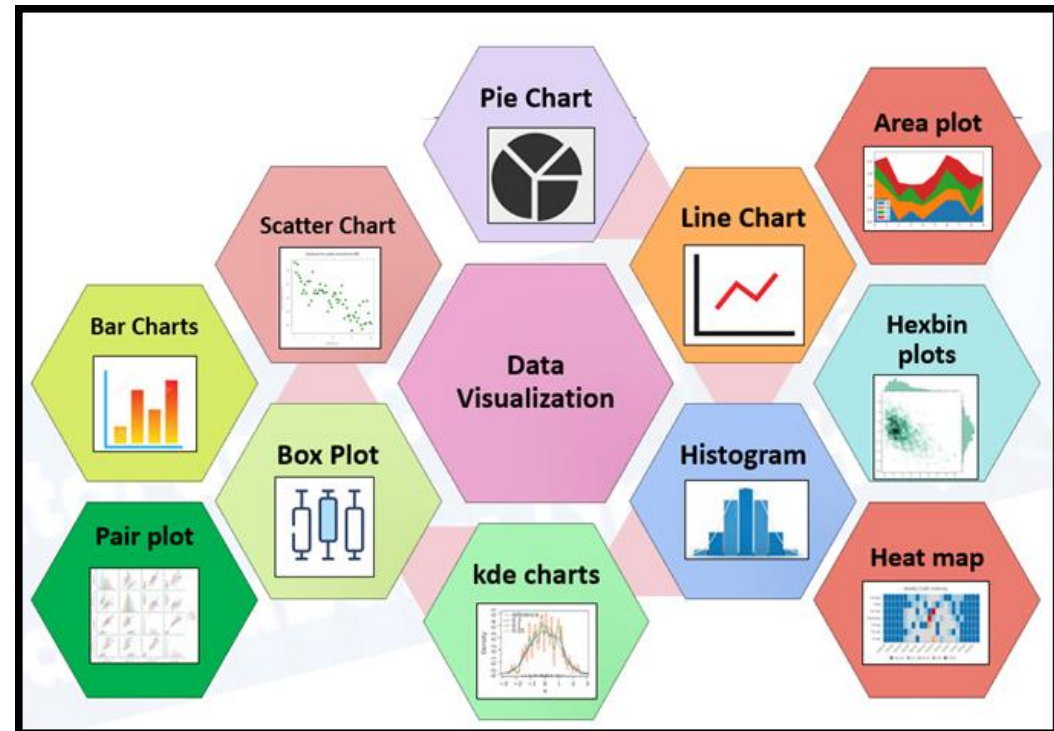 Pie Chart
Area plot
Scatter Chart
Line Chart
Bar Charts
Hexbin
plots
Data
Visualization
Box Plot
Histogram
Pair plot
kde charts
Heat map
Density